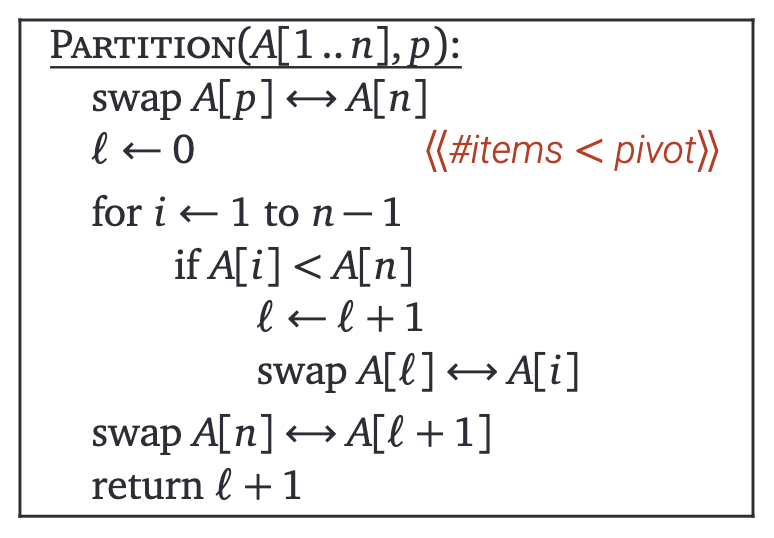 PARTITION(A[1..n], p):
swap A[p] ↔ A[n]
ℓ ← 0 ⟪#items < pivot⟫
for i ← 1 to n − 1
if A[i] < A[n]
ℓ ← ℓ + 1
swap A[ℓ] ↔ A[i]
swap A[n] ↔ A[ℓ + 1]
return ℓ + 1